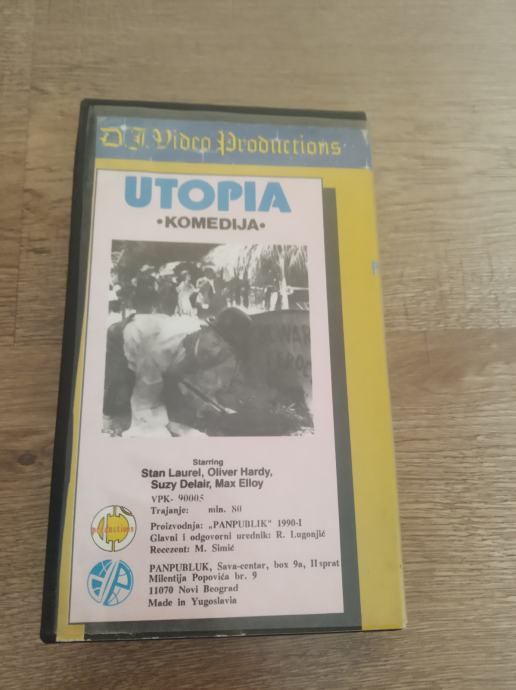 D.J. Video Productions
UTOPIA
•KOMEDIJA•
Starring
Stan Laurel, Oliver Hardy,
Suzy Delair, Max Elloy
VPK- 90005
Trajanje: min. 80
Proizvodnja: „PANPUBLIK" 1990-I
Glavni i odgovorni urednik: R. Lugonjić
Recezent: M. Simić
productions
PANPUBLUK, Sava-centar, box 9a, II sprat
Milentija Popovića br. 9
11070 Novi Beograd
Made in Yugoslavia